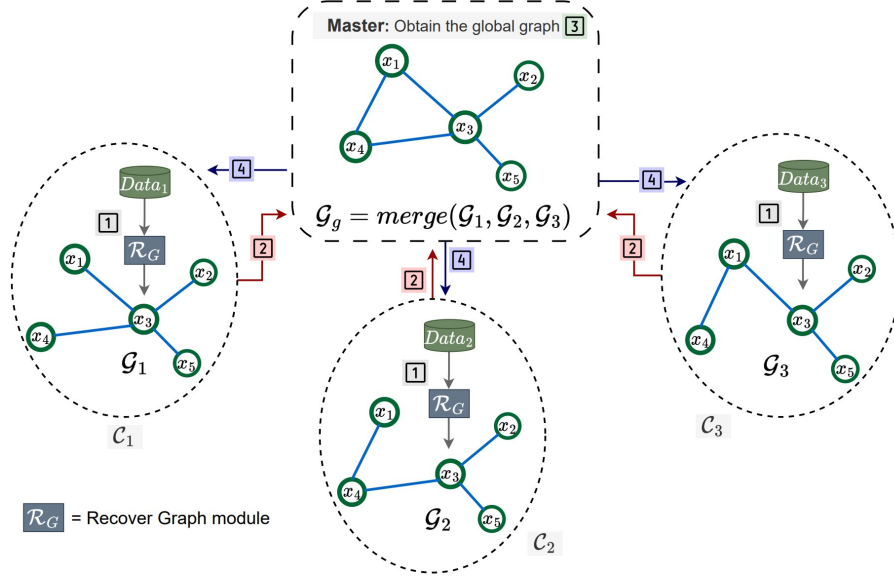 Master: Obtain the global graph 3
x₁
x₂
x₃
x₄
x₅
𝒢g = merge(𝒢₁, 𝒢₂, 𝒢₃)
4
2
2
4
4
2
Data₁
1
ℛG
x₁
x₂
x₃
x₄
x₅
𝒢₁
𝒞₁
Data₂
1
ℛG
x₁
x₂
x₃
x₄
x₅
𝒢₂
𝒞₂
Data₃
1
ℛG
x₁
x₂
x₃
x₄
x₅
𝒢₃
𝒞₃
ℛG = Recover Graph module